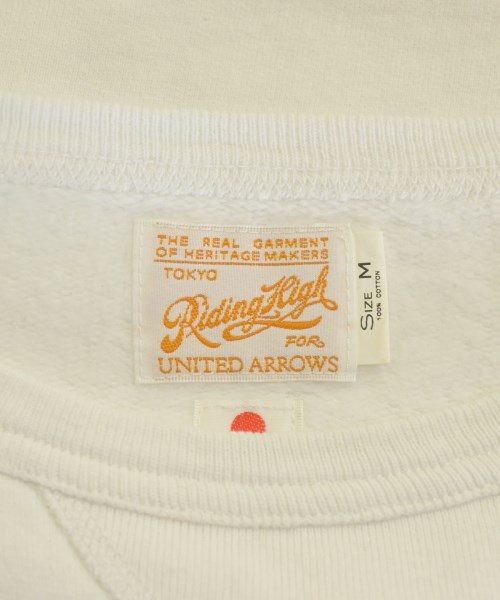 THE REAL GARMENT
OF HERITAGE MAKERS
TOKYO
Riding High
FOR
UNITED ARROWS
SIZE M
100% COTTON